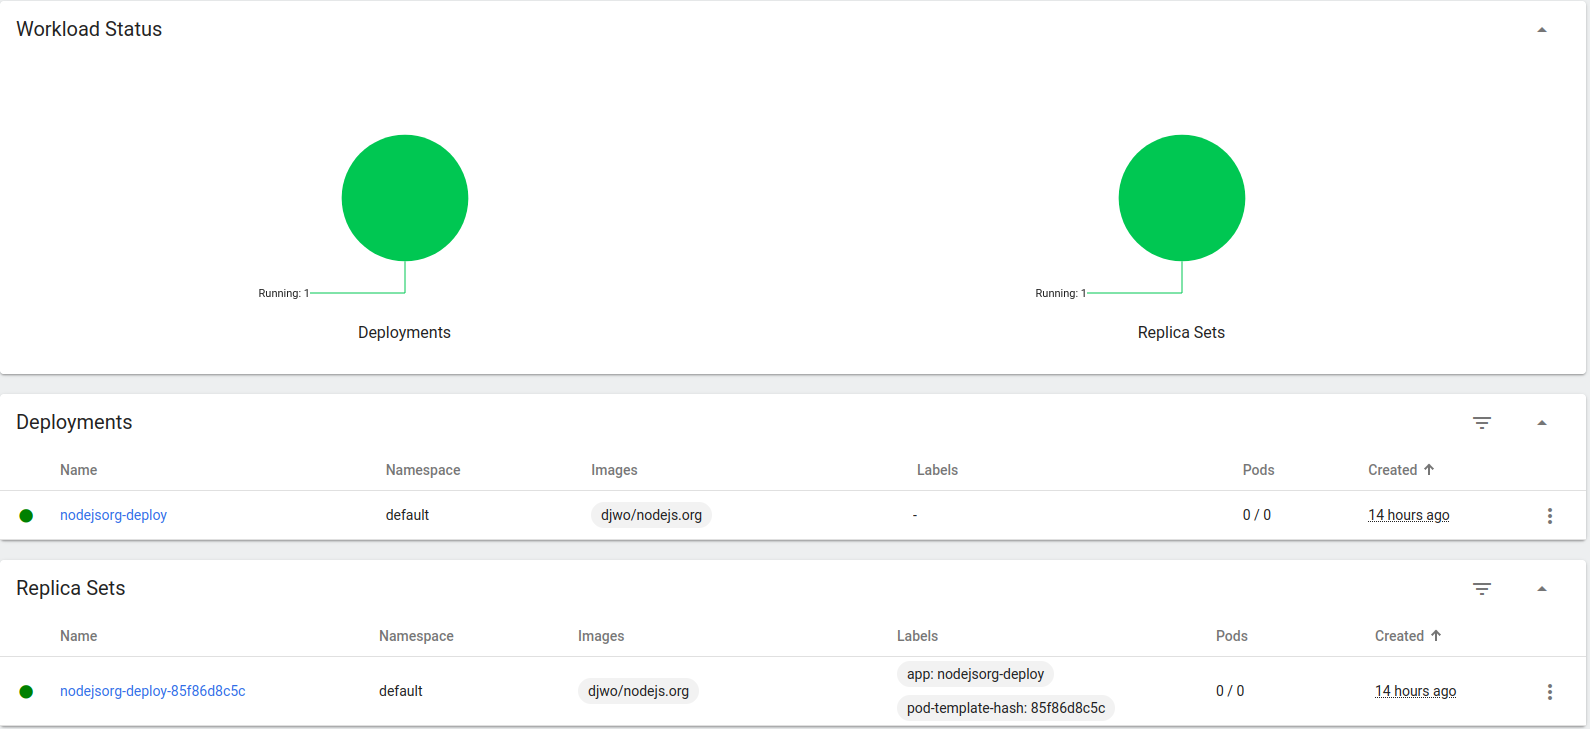 Workload Status
Running: 1
Deployments
Running: 1
Replica Sets
Deployments
Name Namespace Images Labels Pods Created
nodejsorg-deploy default djwo/nodejs.org - 0 / 0 14 hours ago
Replica Sets
Name Namespace Images Labels Pods Created
nodejsorg-deploy-85f86d8c5c default djwo/nodejs.org app: nodejsorg-deploy 0 / 0 14 hours ago
pod-template-hash: 85f86d8c5c